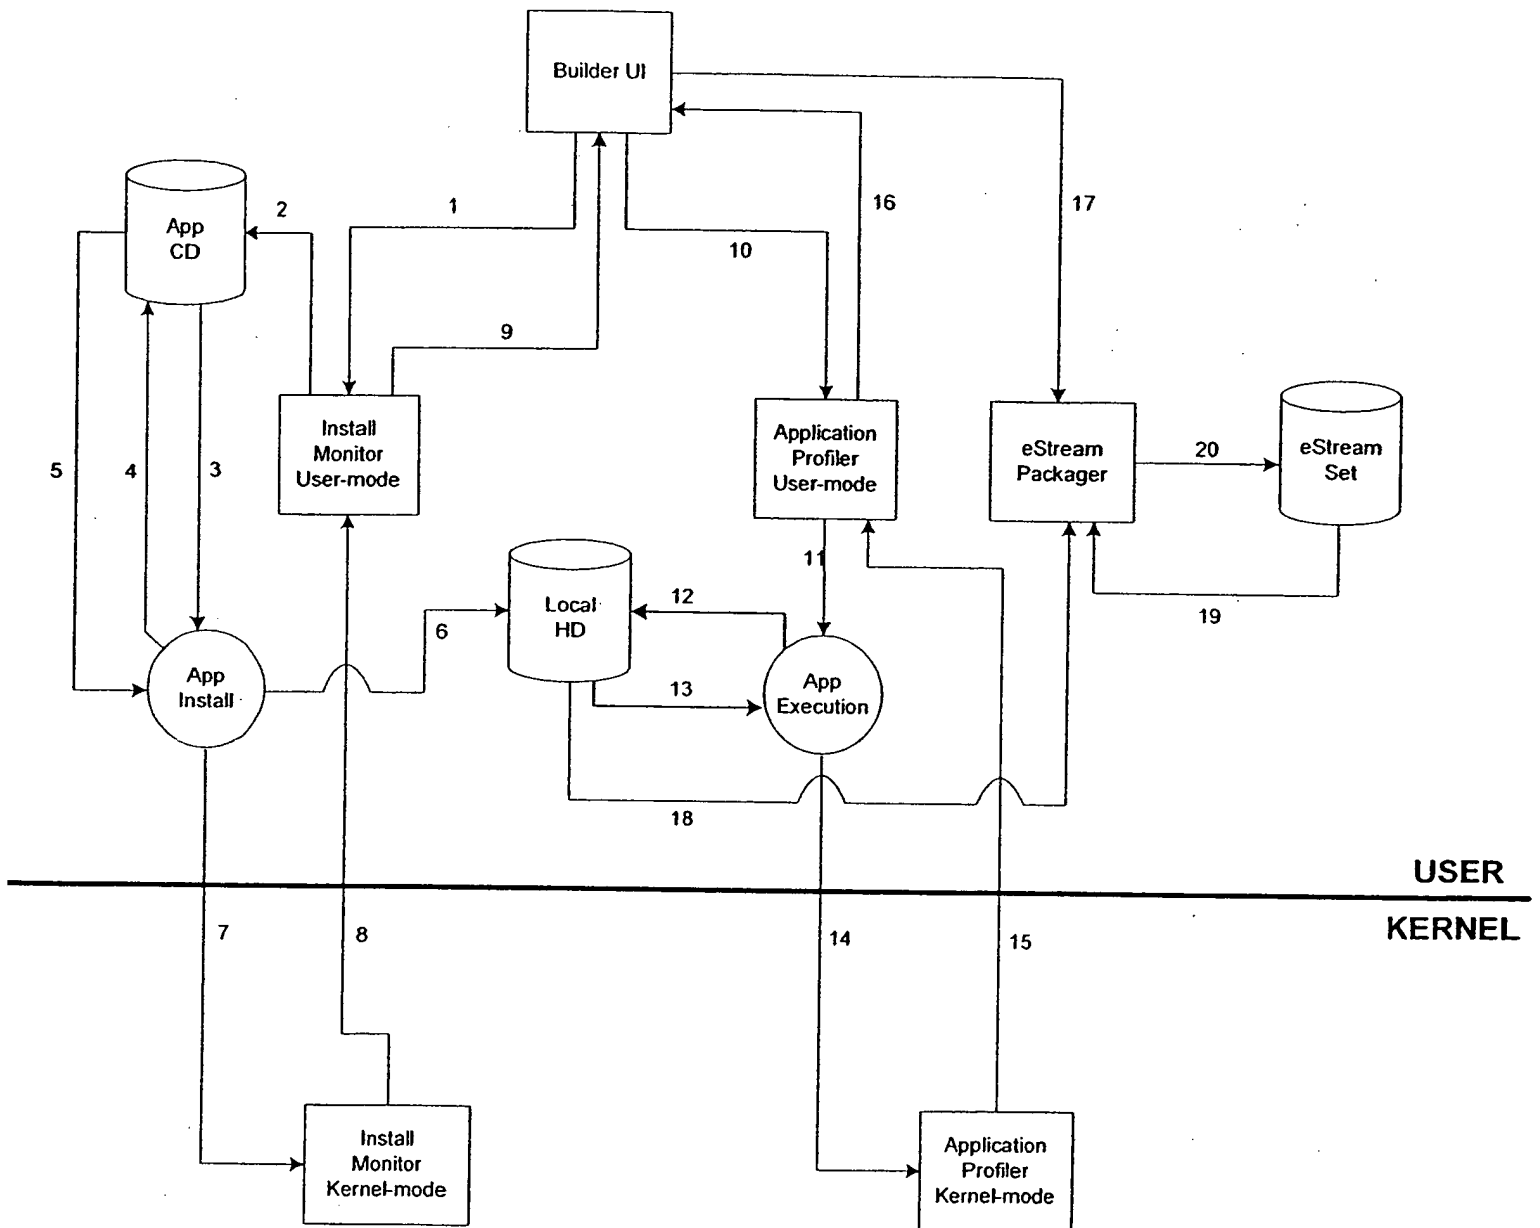 Builder UI
App
CD
2
1
10
16
17
9
Install
Monitor
User-mode
Application
Profiler
User-mode
eStream
Packager
20
eStream
Set
5
4
3
11
Local
HD
12
6
19
App
Install
13
App
Execution
18
USER
KERNEL
7
8
14
15
Install
Monitor
Kernel-mode
Application
Profiler
Kernel-mode